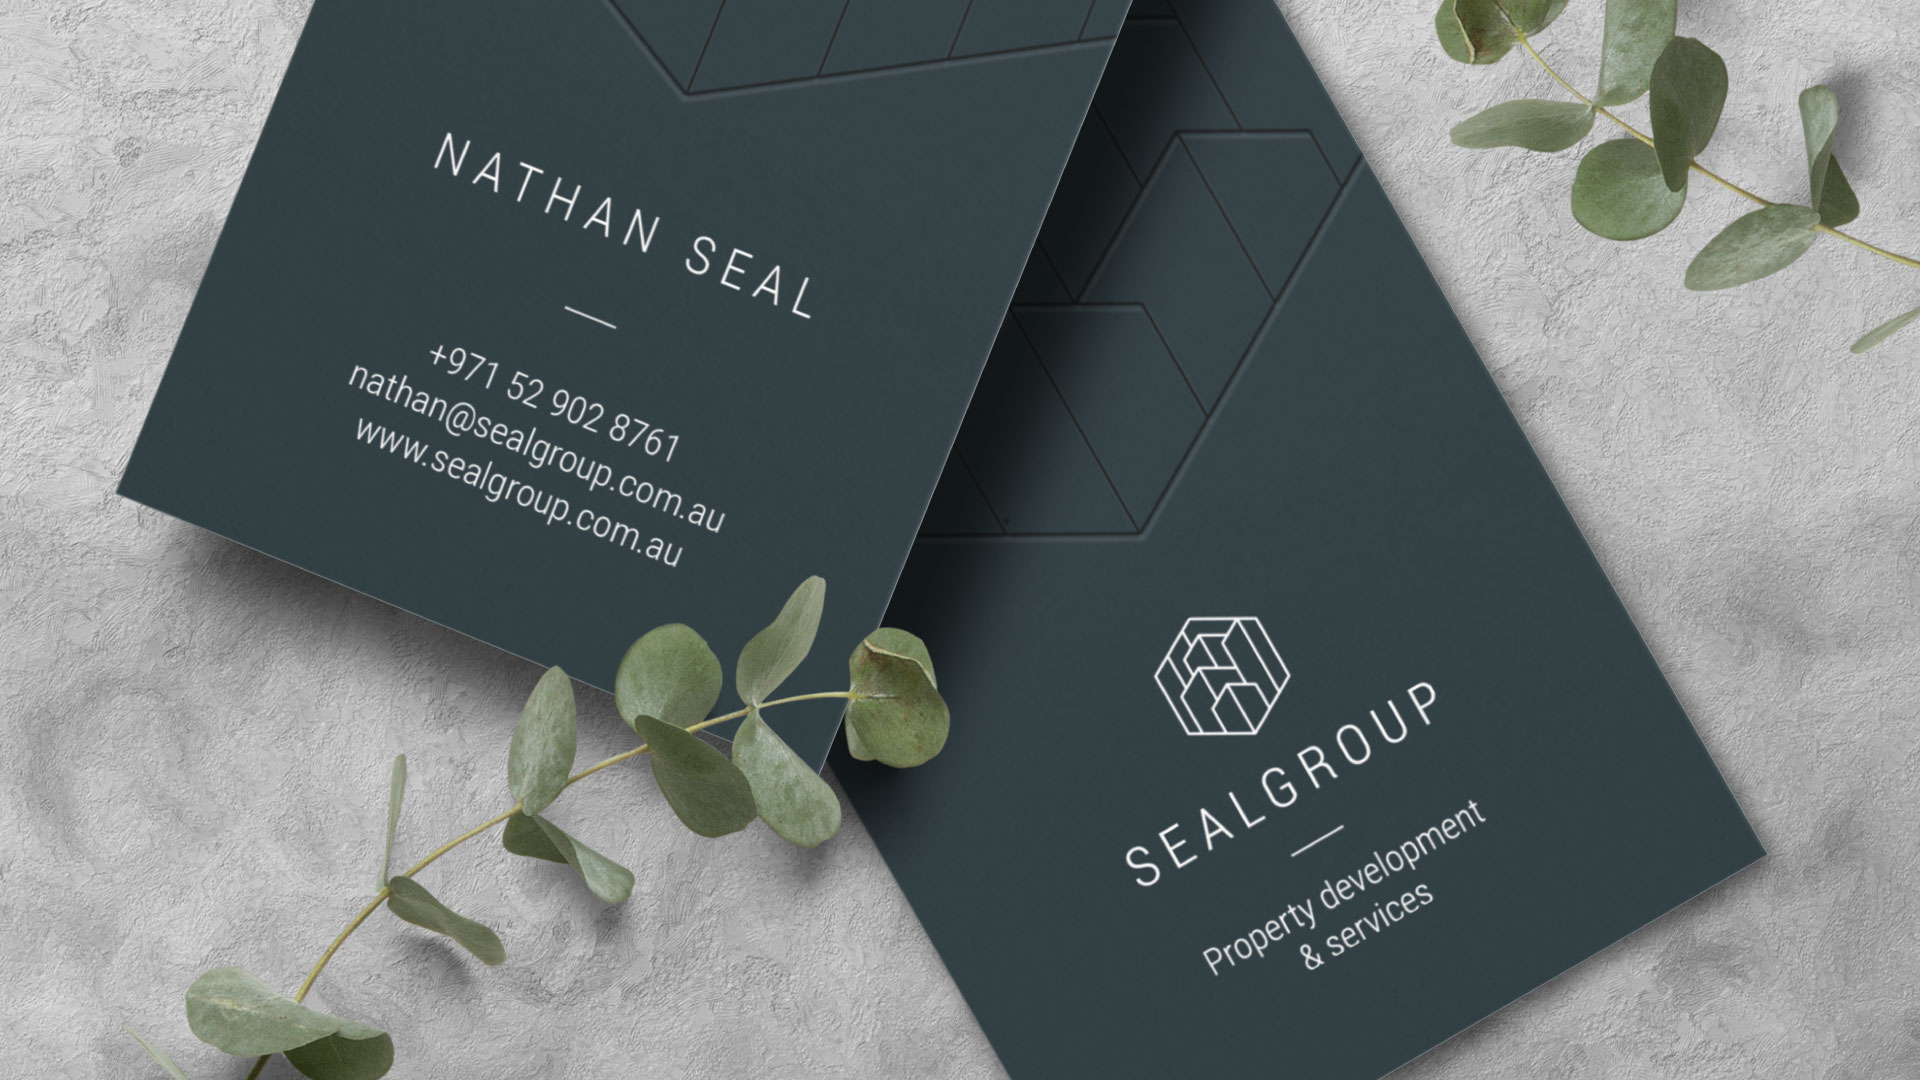 NATHAN SEAL
+971 52 902 8761
nathan@sealgroup.com.au
www.sealgroup.com.au
SEALGROUP
Property development
& services